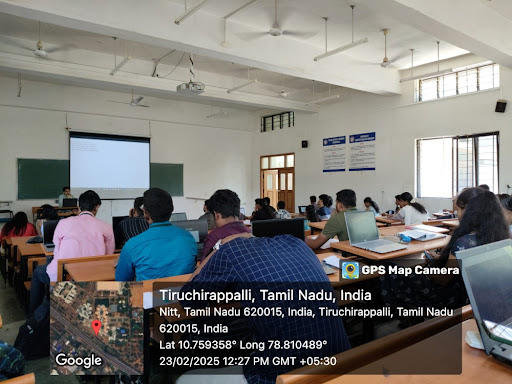 GPS Map Camera
Tiruchirappalli, Tamil Nadu, India
Nitt, Tamil Nadu 620015, India, Tiruchirappalli, Tamil Nadu
620015, India
Lat 10.759358° Long 78.810489°
23/02/2025 12:27 PM GMT +05:30
Google